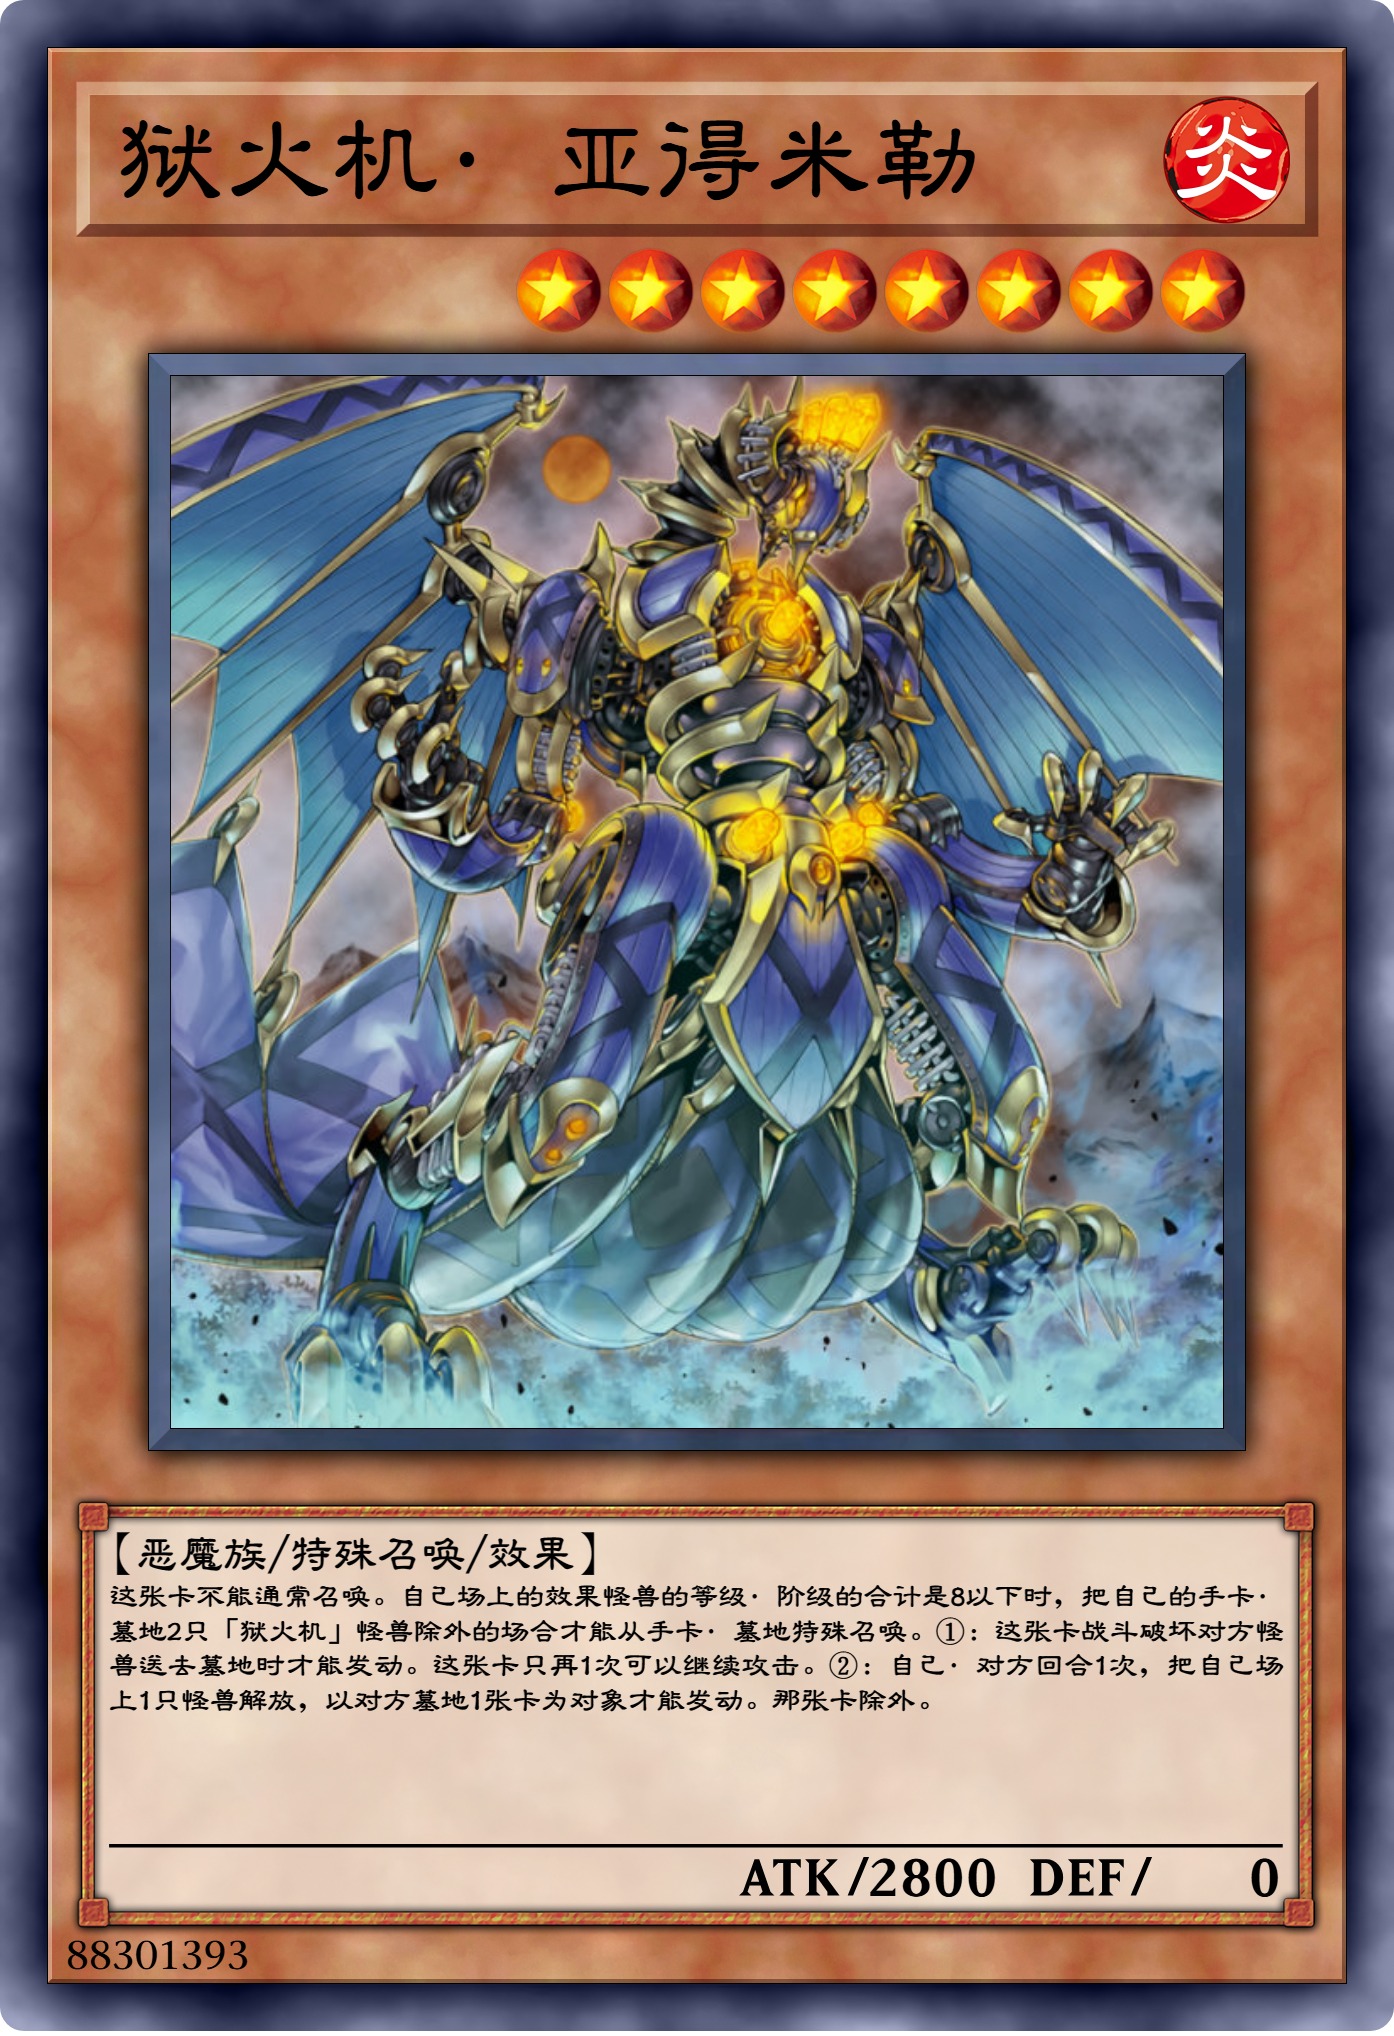 狱火机·亚得米勒
炎
【恶魔族/特殊召唤/效果】
这张卡不能通常召唤。自己场上的效果怪兽的等级·阶级的合计是8以下时，把自己的手卡·
墓地2只「狱火机」怪兽除外的场合才能从手卡·墓地特殊召唤。①：这张卡战斗破坏对方怪
兽送去墓地时才能发动。这张卡只再1次可以继续攻击。②：自己·对方回合1次，把自己场
上1只怪兽解放，以对方墓地1张卡为对象才能发动。那张卡除外。
ATK/2800 DEF/ 0
88301393